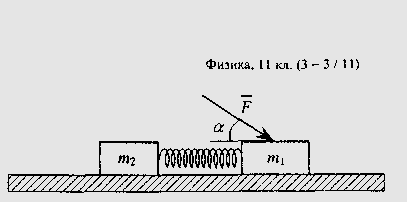 Физика, 11 кл. (3 – 3 / 11)
F̅
α
m₂ m₁